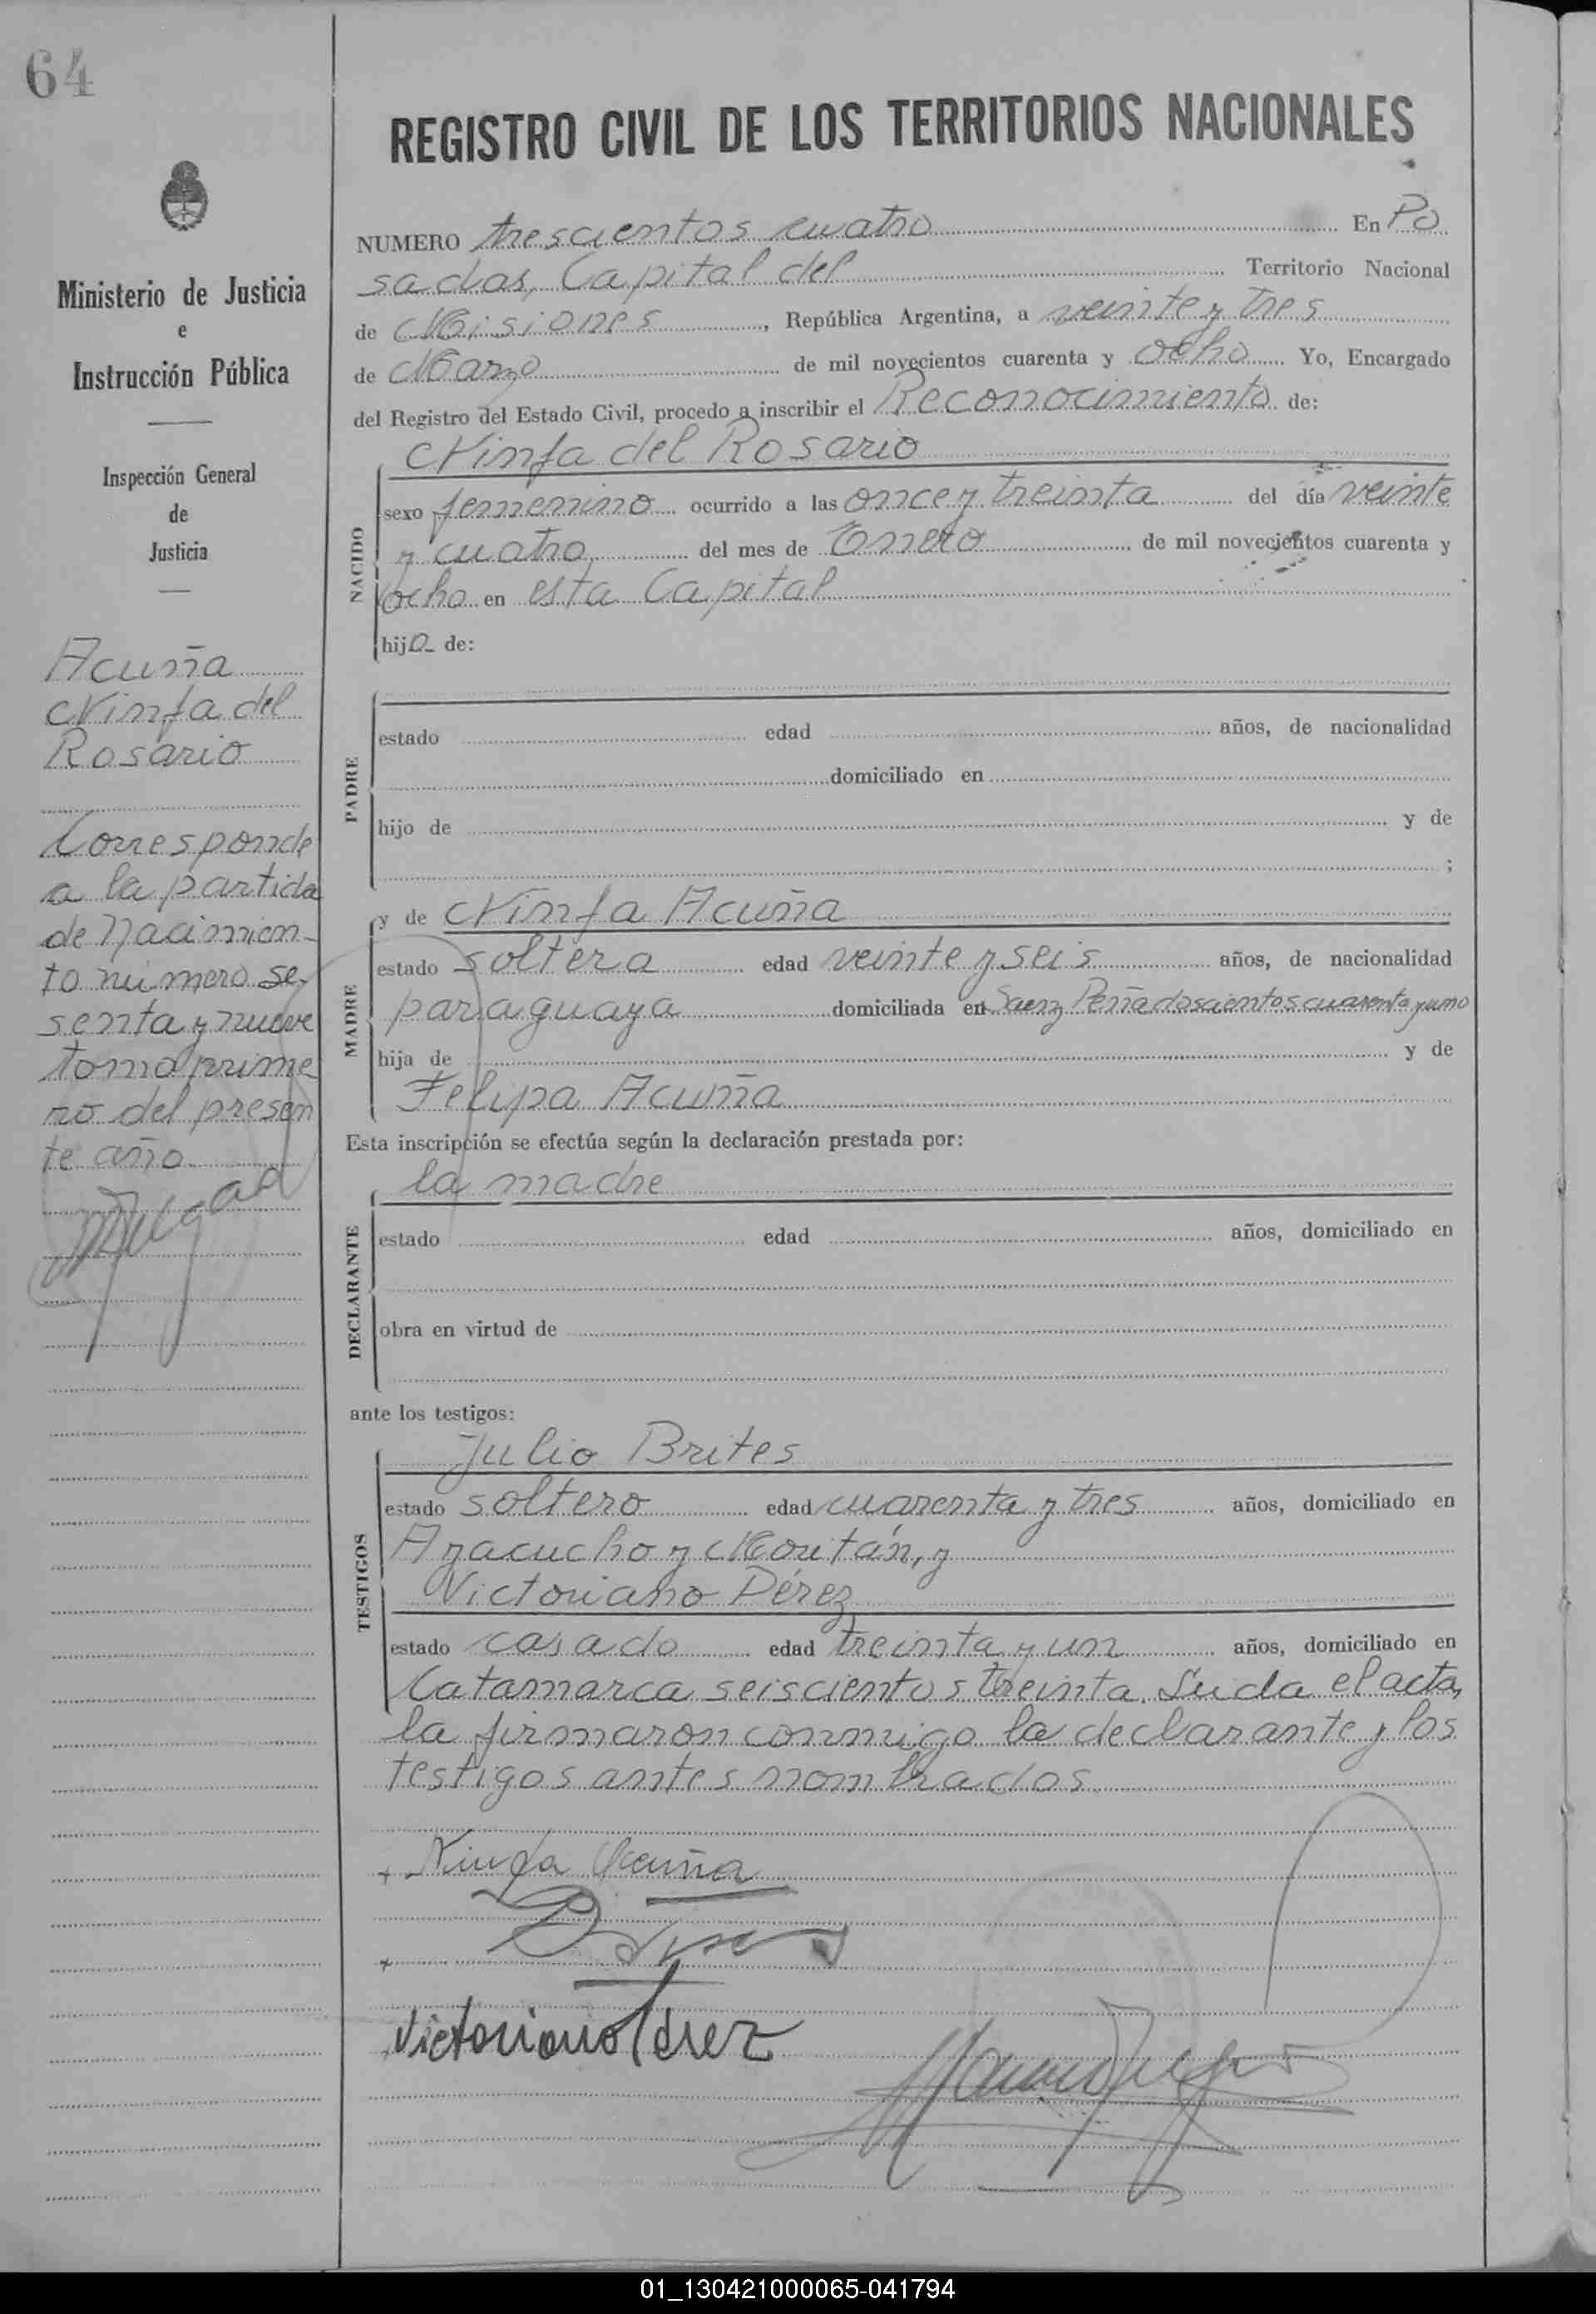 64
Ministerio de Justicia
e
Instrucción Pública
Inspección General
de
Justicia
Acuña
Ninfa del
Rosario
Corresponde
a la partida
de Nacimien-
to número se-
senta y nueve
tomo prime
ro del presen
te año
REGISTRO CIVIL DE LOS TERRITORIOS NACIONALES
NUMERO trescientos cuatro En Po
sadas, Capital del Territorio Nacional
de Misiones, República Argentina, a veinte y tres
de Marzo de mil novecientos cuarenta y ocho Yo, Encargado
del Registro del Estado Civil, procedo a inscribir el Reconocimiento de:
Ninfa del Rosario
NACIDO
sexo femenino ocurrido a las once y treinta del día veinte
y cuatro del mes de Enero de mil novecientos cuarenta y
ocho en esta Capital
hija de:
PADRE
estado edad años, de nacionalidad
domiciliado en
hijo de y de
;
MADRE
y de Ninfa Acuña
estado soltera edad veinte y seis años, de nacionalidad
paraguaya domiciliada en Saenz Peña doscientos cuarenta y uno
hija de y de
Felipa Acuña
Esta inscripción se efectúa según la declaración prestada por:
la madre
DECLARANTE
estado edad años, domiciliado en
obra en virtud de
ante los testigos:
TESTIGOS
Julio Brites
estado soltero edad cuarenta y tres años, domiciliado en
Ayacucho y Moritán, y
Victoriano Pérez
estado casado edad treinta y un años, domiciliado en
Catamarca seiscientos treinta. Leída el acta,
la firmaron conmigo la declarante y los
testigos antes nombrados.
Ninfa Acuña
Victoriano Pérez
01_130421000065-041794